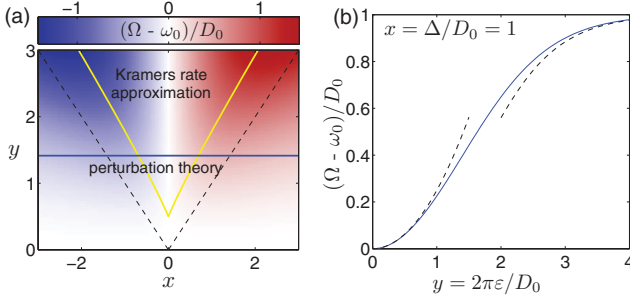 (a)
−1 0 1
(Ω - ω₀)/D₀
3
2
1
0
y
Kramers rate
approximation
perturbation theory
−2 0 2
x
(b)
x = Δ/D₀ = 1
1
0.8
0.6
0.4
0.2
0
(Ω - ω₀)/D₀
0 1 2 3 4
y = 2πε/D₀